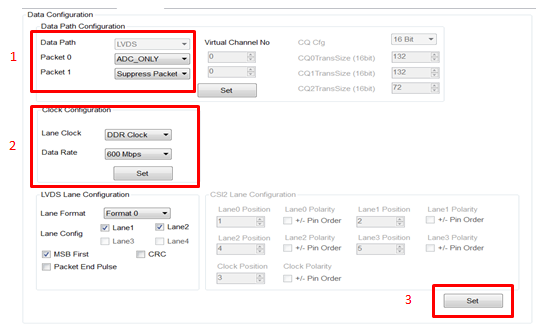 Data Configuration
Data Path Configuration
1
Data Path LVDS Virtual Channel No CQ Cfg 16 Bit
Packet 0 ADC_ONLY 0 CQ0TransSize (16bit) 132
Packet 1 Suppress Packet 0 CQ1TransSize (16bit) 132
Set CQ2TransSize (16bit) 72
Clock Configuration
2
Lane Clock DDR Clock
Data Rate 600 Mbps
Set
LVDS Lane Configuration
Lane Format Format 0
Lane Config Lane1 Lane2
Lane3 Lane4
MSB First CRC
Packet End Pulse
CSI2 Lane Configuration
Lane0 Position Lane0 Polarity Lane1 Position Lane1 Polarity
1 +/- Pin Order 2 +/- Pin Order
Lane2 Position Lane2 Polarity Lane3 Position Lane3 Polarity
4 +/- Pin Order 5 +/- Pin Order
Clock Position Clock Polarity
3 +/- Pin Order
3 Set